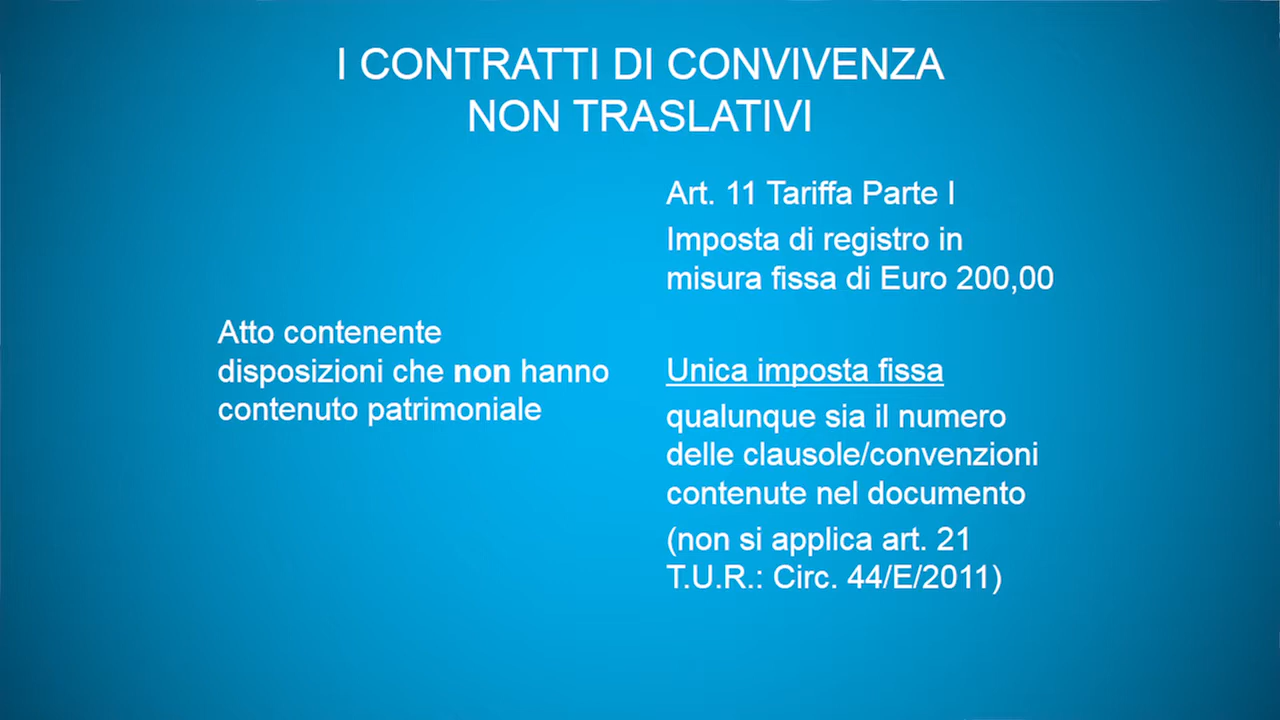 I CONTRATTI DI CONVIVENZA
NON TRASLATIVI
Atto contenente
disposizioni che non hanno
contenuto patrimoniale
Art. 11 Tariffa Parte I
Imposta di registro in
misura fissa di Euro 200,00
Unica imposta fissa
qualunque sia il numero
delle clausole/convenzioni
contenute nel documento
(non si applica art. 21
T.U.R.: Circ. 44/E/2011)